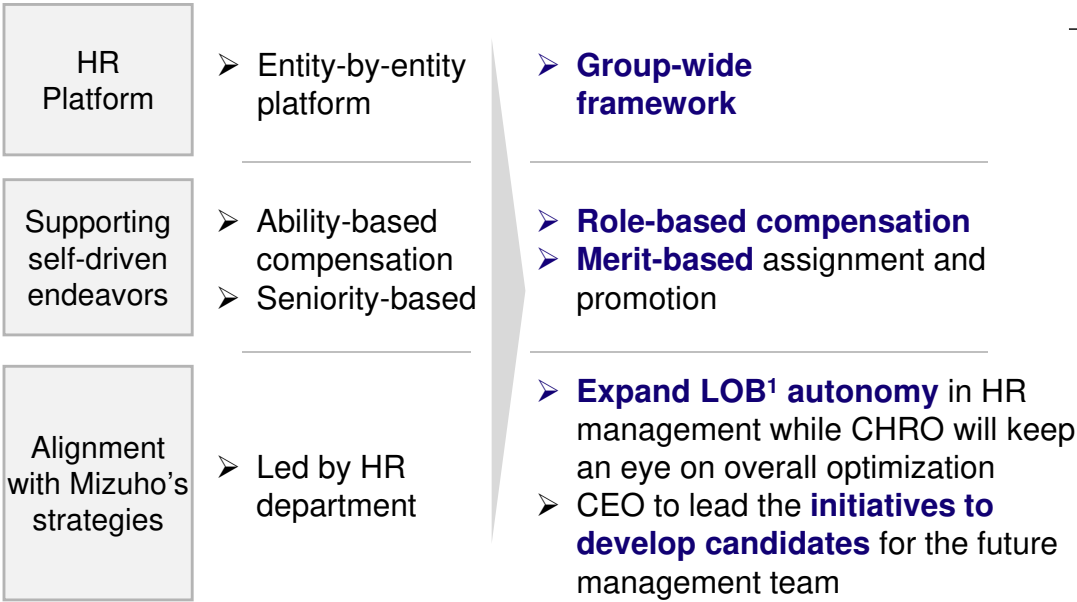 HR
Platform
➢ Entity-by-entity
platform
➢ Group-wide
framework
Supporting
self-driven
endeavors
➢ Ability-based
compensation
➢ Seniority-based
➢ Role-based compensation
➢ Merit-based assignment and
promotion
Alignment
with Mizuho’s
strategies
➢ Led by HR
department
➢ Expand LOB¹ autonomy in HR
management while CHRO will keep
an eye on overall optimization
➢ CEO to lead the initiatives to
develop candidates for the future
management team